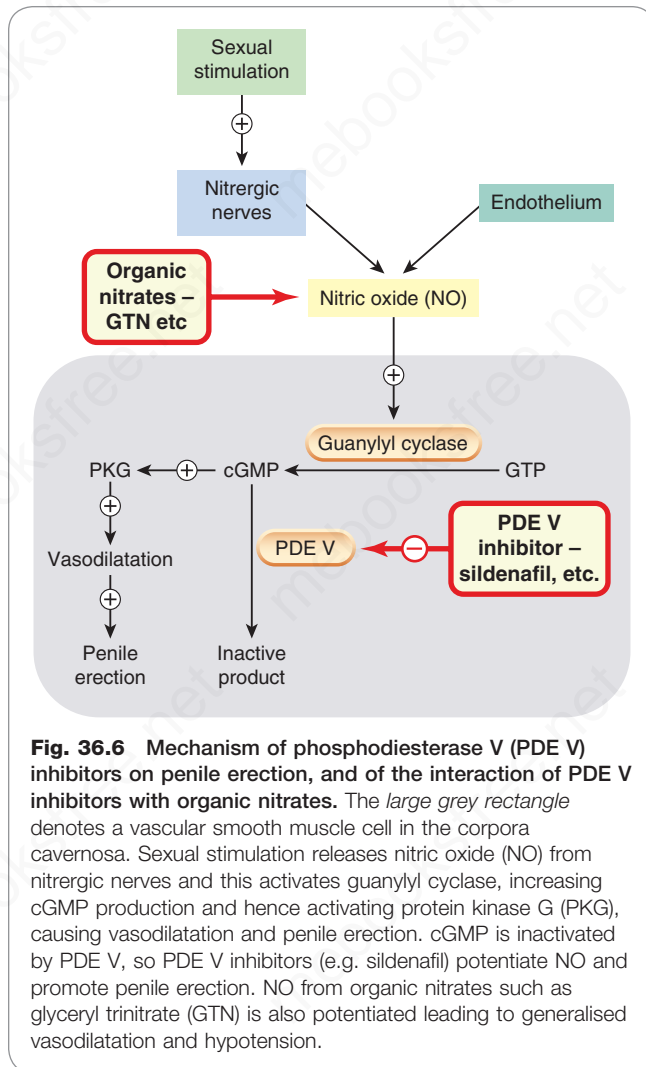 Sexual
stimulation
+
Nitrergic
nerves
Endothelium
Organic
nitrates –
GTN etc
Nitric oxide (NO)
+
Guanylyl cyclase
PKG
+
cGMP
GTP
+
PDE V
–
PDE V
inhibitor –
sildenafil, etc.
Vasodilatation
+
Penile
erection
Inactive
product
Fig. 36.6 Mechanism of phosphodiesterase V (PDE V)
inhibitors on penile erection, and of the interaction of PDE V
inhibitors with organic nitrates. The large grey rectangle
denotes a vascular smooth muscle cell in the corpora
cavernosa. Sexual stimulation releases nitric oxide (NO) from
nitrergic nerves and this activates guanylyl cyclase, increasing
cGMP production and hence activating protein kinase G (PKG),
causing vasodilatation and penile erection. cGMP is inactivated
by PDE V, so PDE V inhibitors (e.g. sildenafil) potentiate NO and
promote penile erection. NO from organic nitrates such as
glyceryl trinitrate (GTN) is also potentiated leading to generalised
vasodilatation and hypotension.
mebooksfree.net